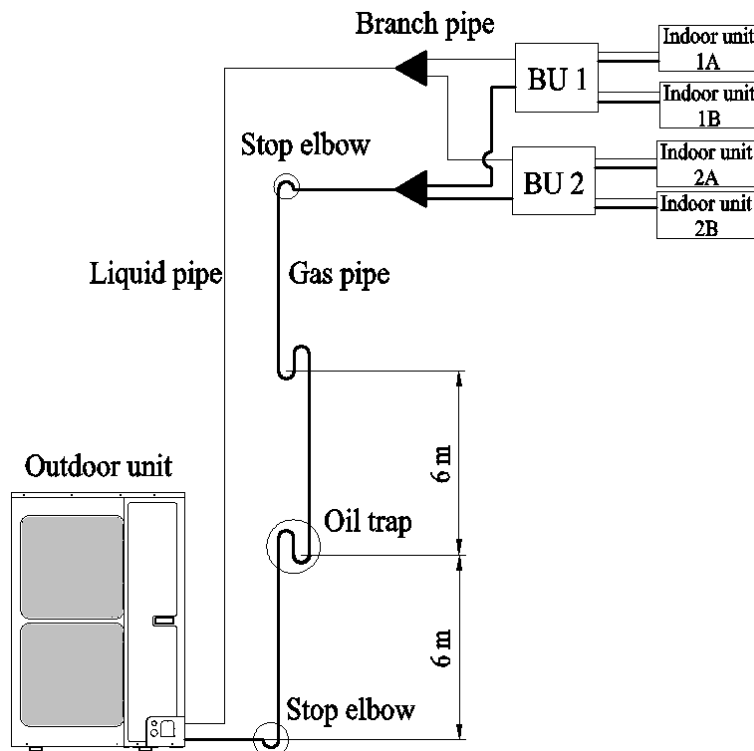 Branch pipe
Indoor unit
1A
BU 1
Indoor unit
1B
Stop elbow
Indoor unit
2A
BU 2
Indoor unit
2B
Liquid pipe
Gas pipe
6 m
Outdoor unit
Oil trap
6 m
Stop elbow